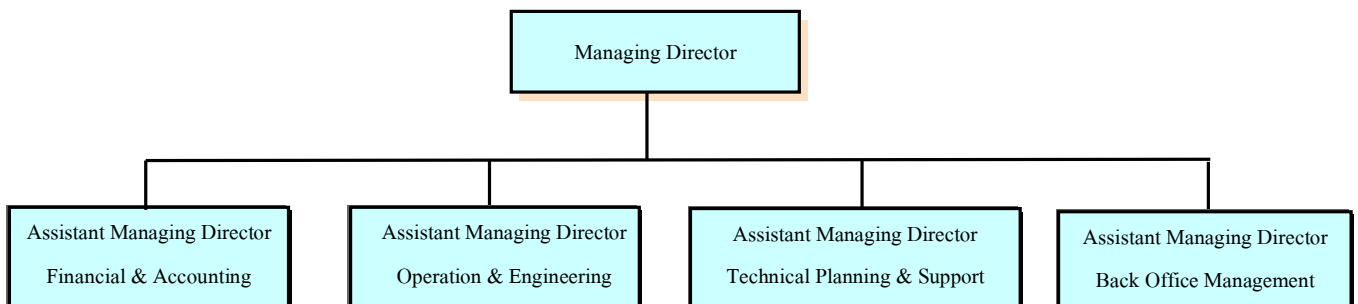 Managing Director
Assistant Managing Director
Financial & Accounting
Assistant Managing Director
Operation & Engineering
Assistant Managing Director
Technical Planning & Support
Assistant Managing Director
Back Office Management